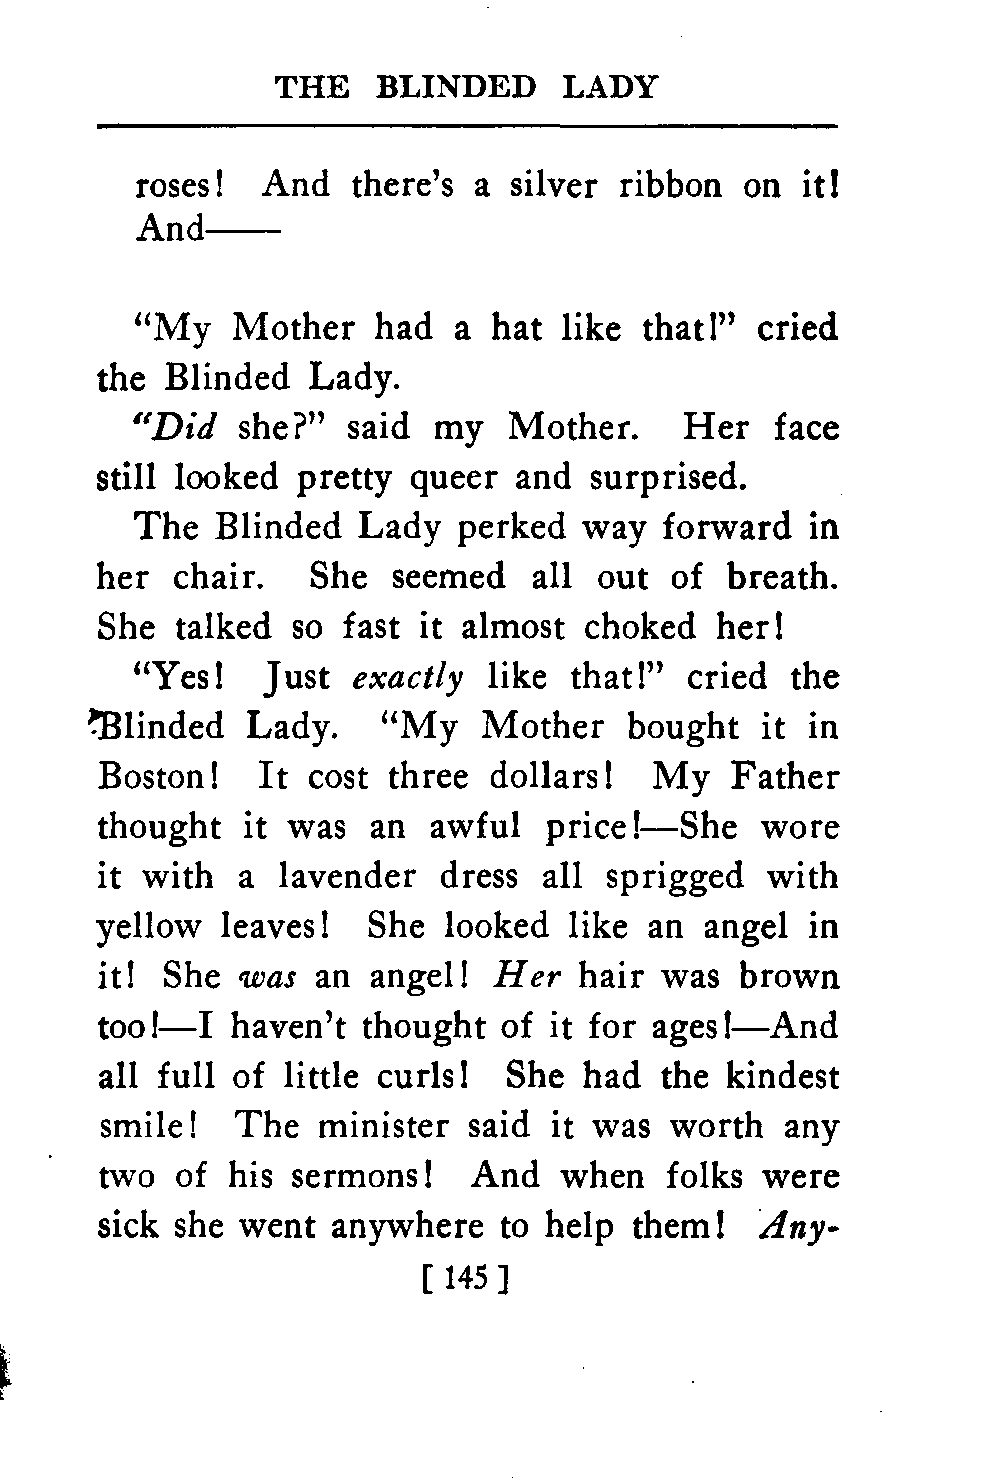 THE BLINDED LADY
roses! And there's a silver ribbon on it!
And——
"My Mother had a hat like that!" cried
the Blinded Lady.
"Did she?" said my Mother. Her face
still looked pretty queer and surprised.
The Blinded Lady perked way forward in
her chair. She seemed all out of breath.
She talked so fast it almost choked her!
"Yes! Just exactly like that!" cried the
Blinded Lady. "My Mother bought it in
Boston! It cost three dollars! My Father
thought it was an awful price!—She wore
it with a lavender dress all sprigged with
yellow leaves! She looked like an angel in
it! She was an angel! Her hair was brown
too!—I haven't thought of it for ages!—And
all full of little curls! She had the kindest
smile! The minister said it was worth any
two of his sermons! And when folks were
sick she went anywhere to help them! Any-
[ 145 ]